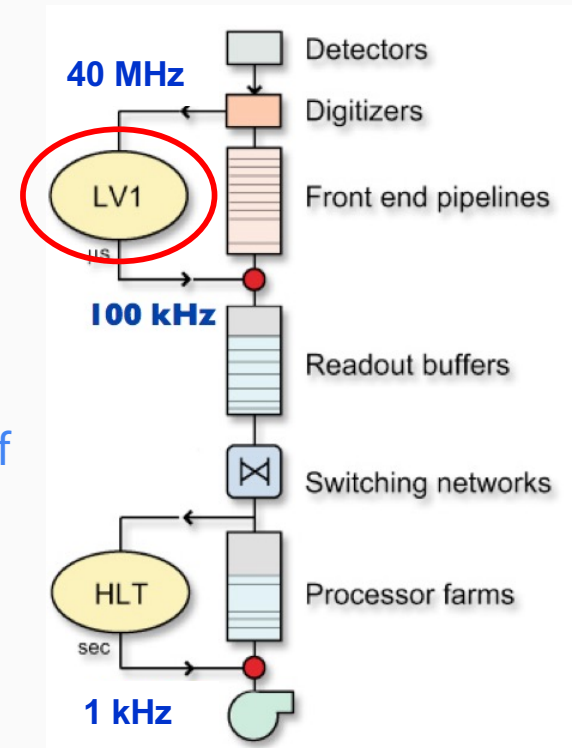 Detectors
40 MHz
Digitizers
LV1
Front end pipelines
µs
100 kHz
Readout buffers
f
Switching networks
HLT
Processor farms
sec
1 kHz